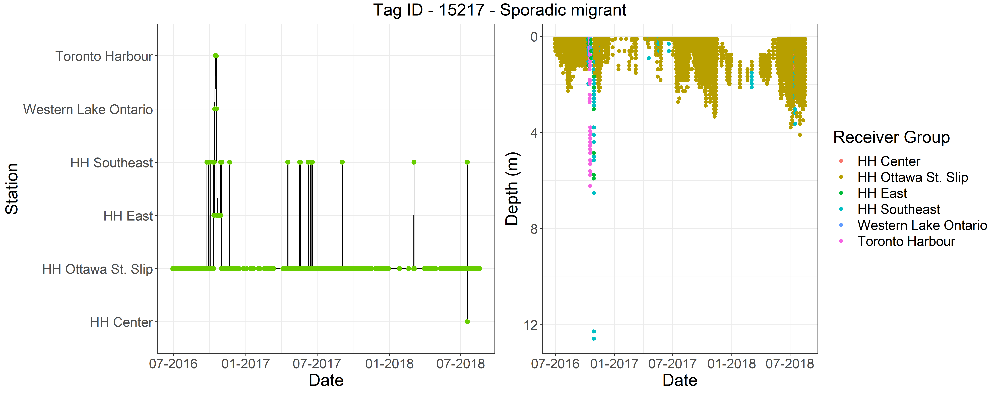 Tag ID - 15217 - Sporadic migrant
Station
Toronto Harbour
Western Lake Ontario
HH Southeast
HH East
HH Ottawa St. Slip
HH Center
07-2016 01-2017 07-2017 01-2018 07-2018
Date
Depth (m)
0
4
8
12
07-2016 01-2017 07-2017 01-2018 07-2018
Date
Receiver Group
HH Center
HH Ottawa St. Slip
HH East
HH Southeast
Western Lake Ontario
Toronto Harbour